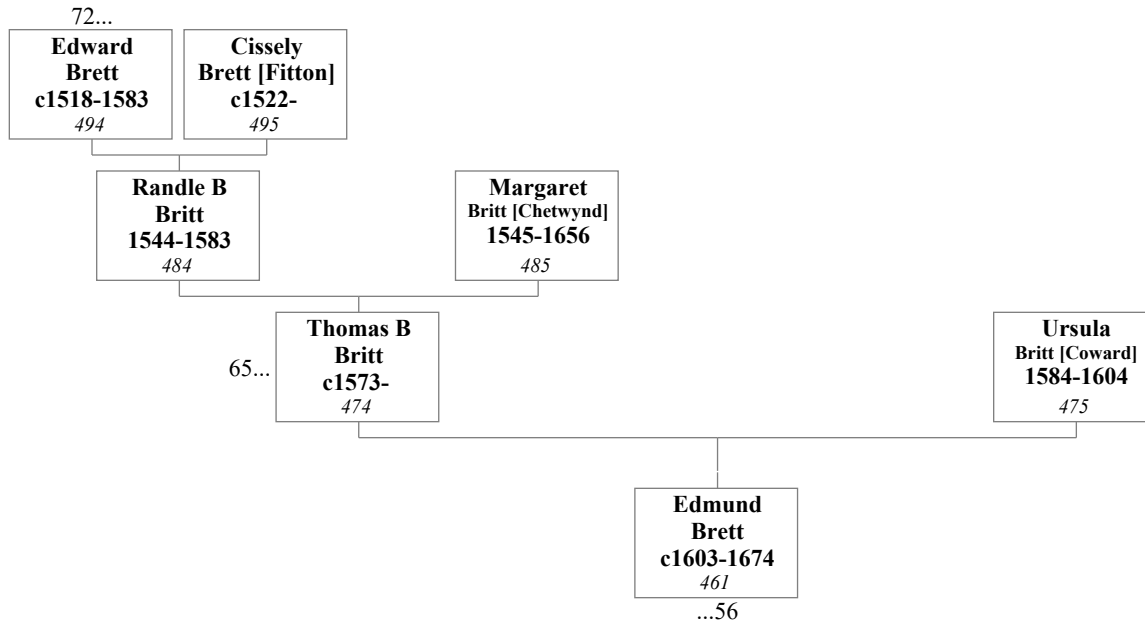 72...
Edward
Brett
c1518-1583
494
Cissely
Brett [Fitton]
c1522-
495
Randle B
Britt
1544-1583
484
Margaret
Britt [Chetwynd]
1545-1656
485
65...
Thomas B
Britt
c1573-
474
Ursula
Britt [Coward]
1584-1604
475
Edmund
Brett
c1603-1674
461
...56